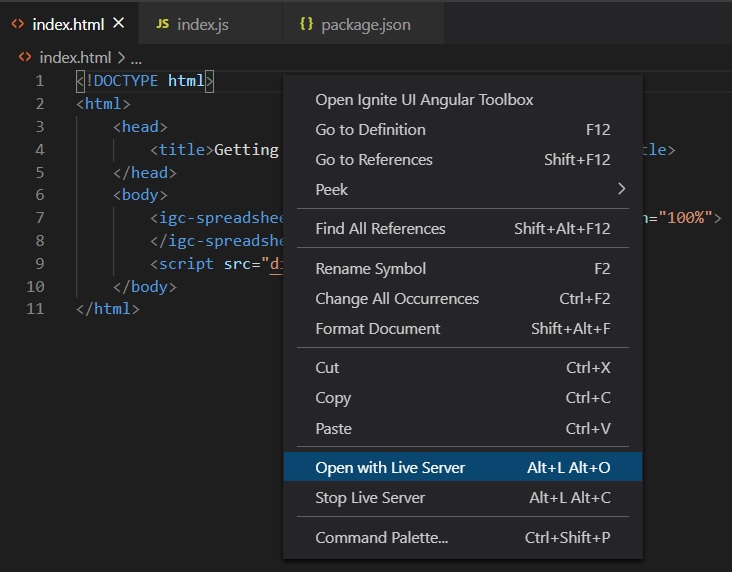 <> index.html ✕ JS index.js {} package.json
<> index.html > ...
1 <!DOCTYPE html>
2 <html>
3 <head>
4 <title>Getting tle>
5 </head>
6 <body>
7 <igc-spreadshee ="100%">
8 </igc-spreadshe
9 <script src="di
10 </body>
11 </html>
Open Ignite UI Angular Toolbox
Go to Definition F12
Go to References Shift+F12
Peek >
Find All References Shift+Alt+F12
Rename Symbol F2
Change All Occurrences Ctrl+F2
Format Document Shift+Alt+F
Cut Ctrl+X
Copy Ctrl+C
Paste Ctrl+V
Open with Live Server Alt+L Alt+O
Stop Live Server Alt+L Alt+C
Command Palette... Ctrl+Shift+P